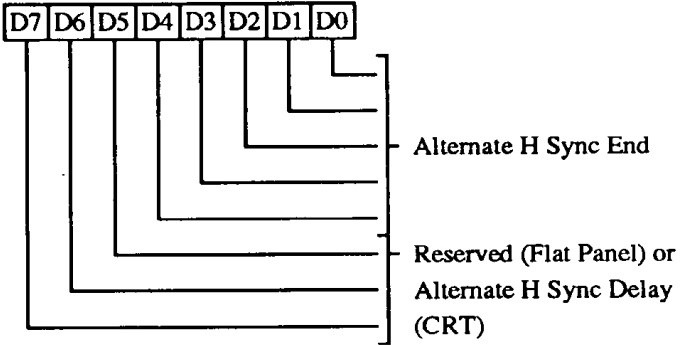 D7 D6 D5 D4 D3 D2 D1 D0
Alternate H Sync End
Reserved (Flat Panel) or
Alternate H Sync Delay
(CRT)